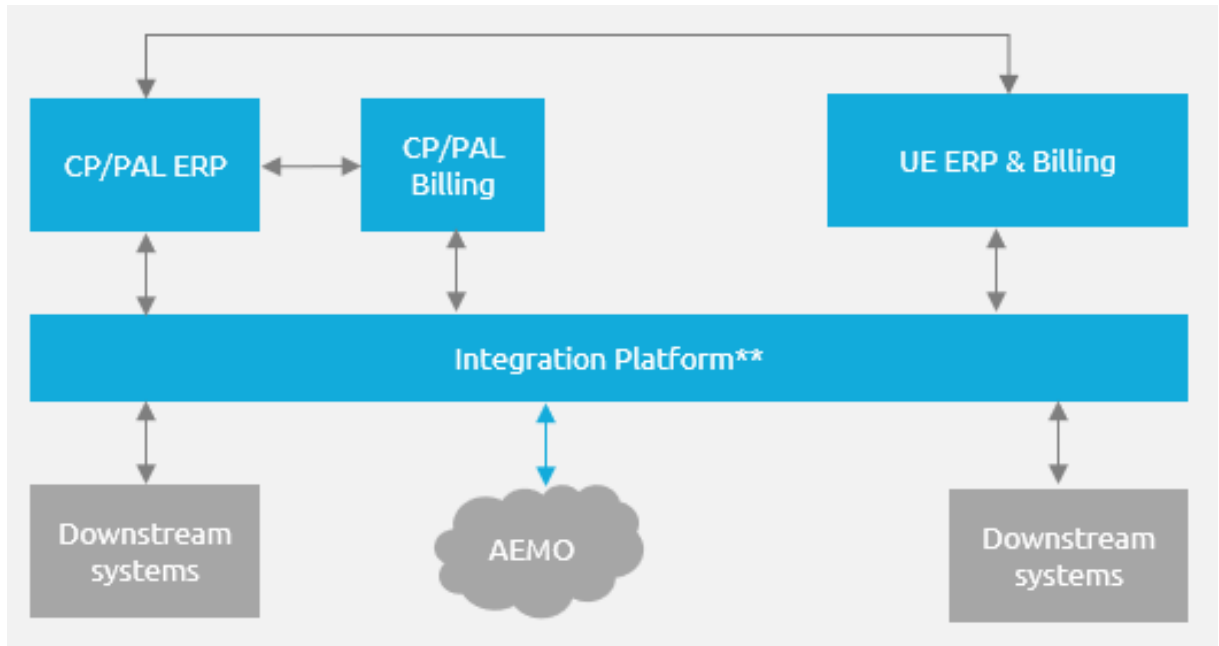 CP/PAL ERP
CP/PAL
Billing
UE ERP & Billing
Integration Platform**
Downstream
systems
AEMO
Downstream
systems